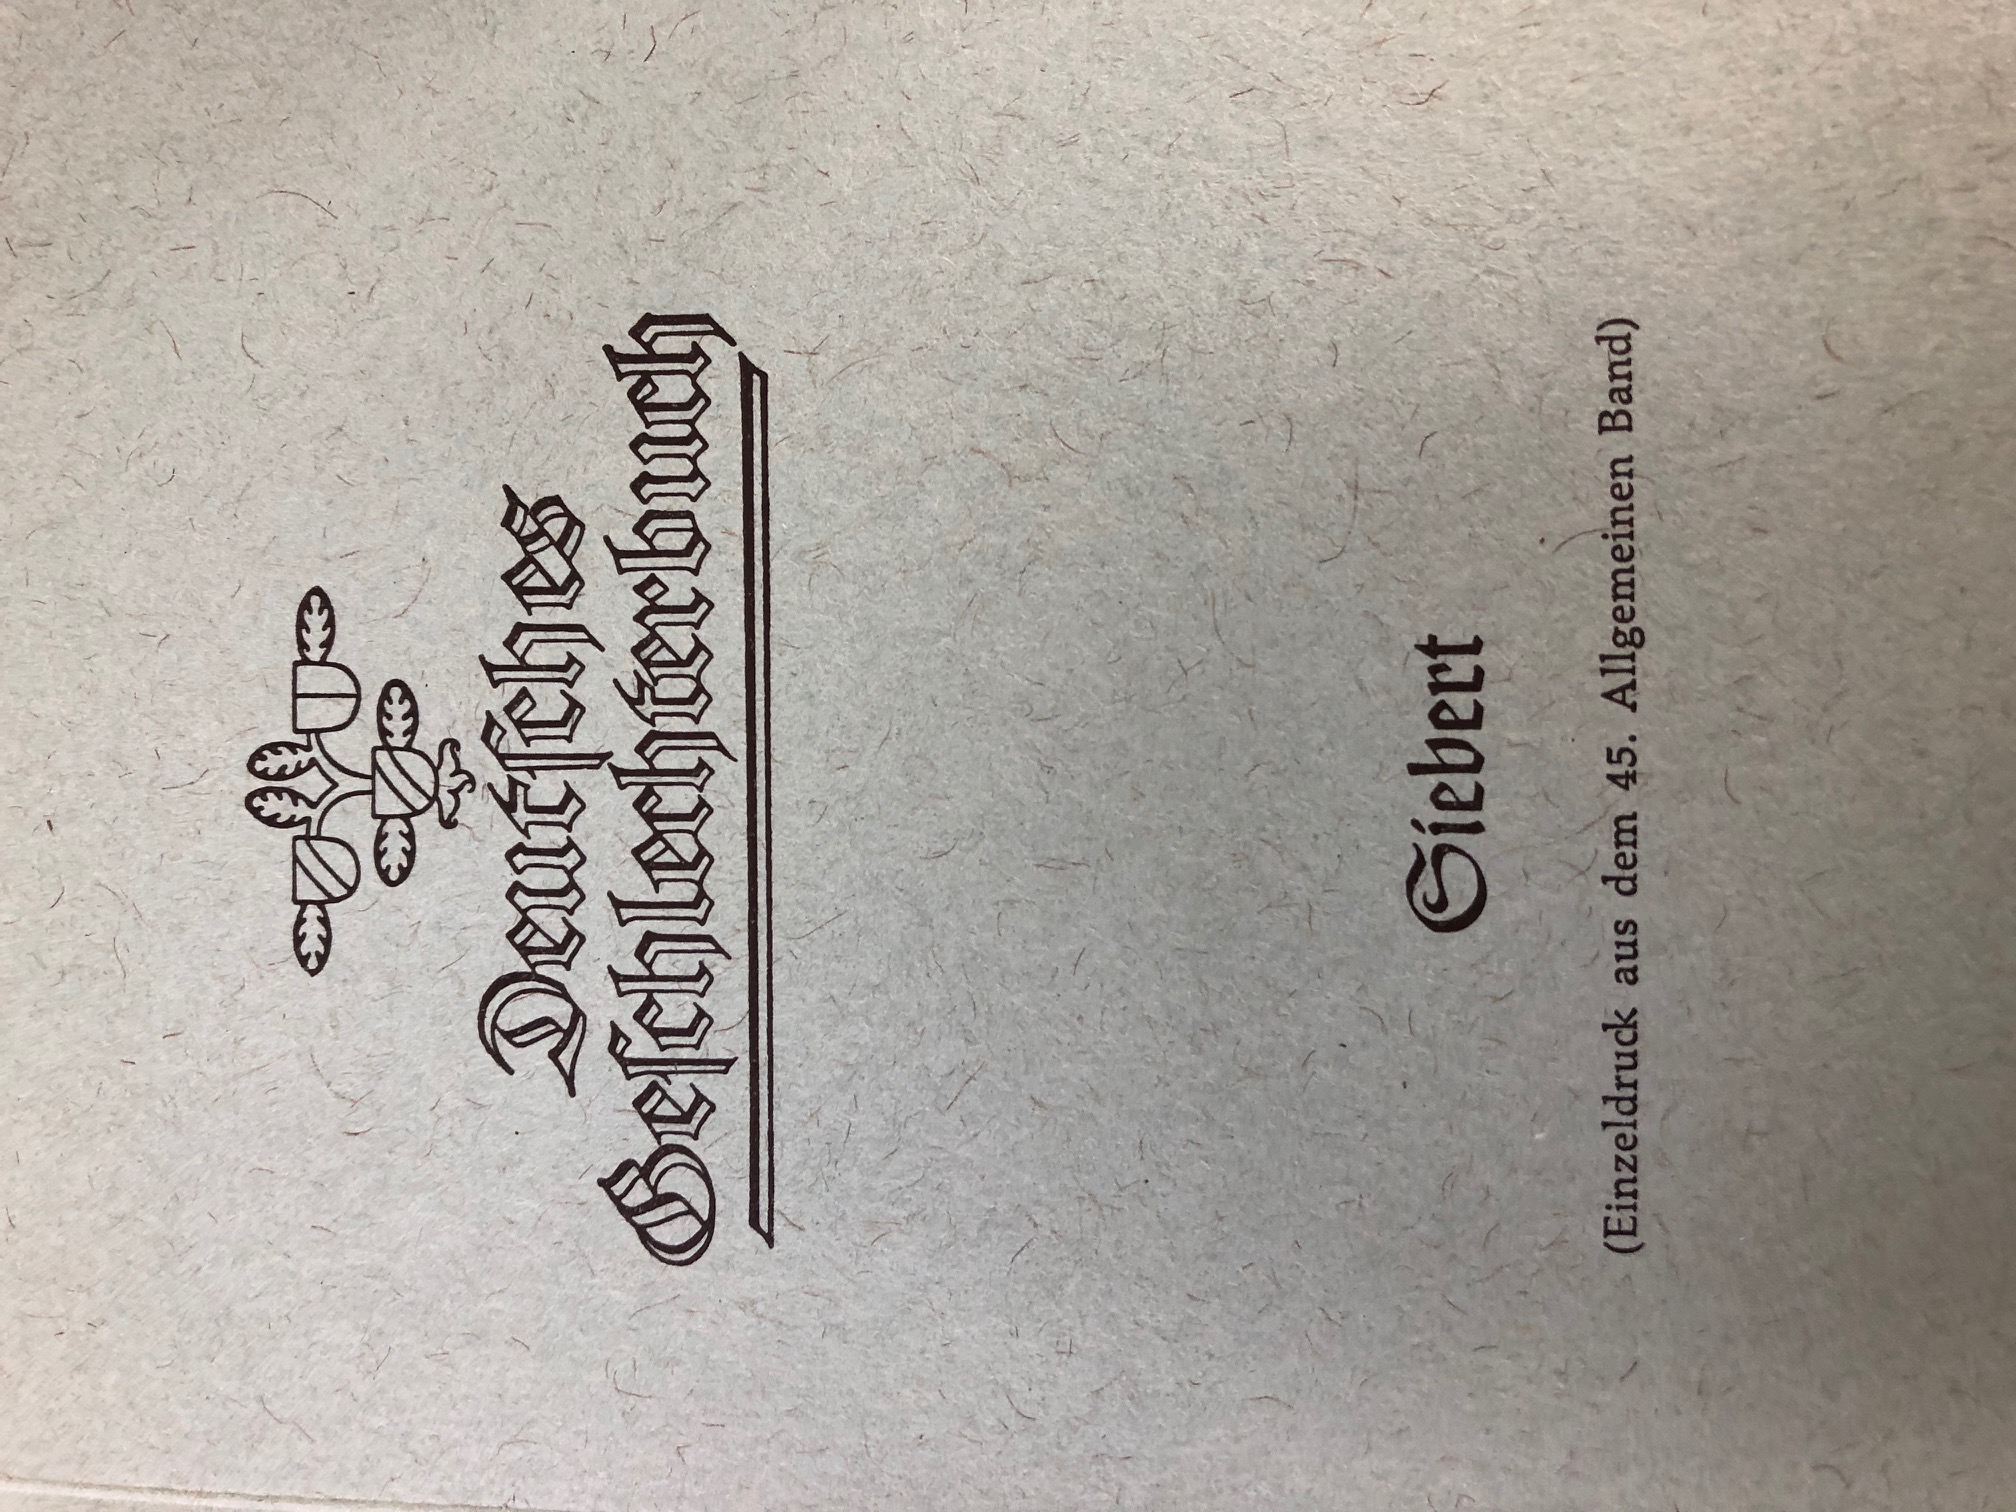 Deutſches
Geſchlechterbuch
Siebert
(Einzeldruck aus dem 45. Allgemeinen Band)